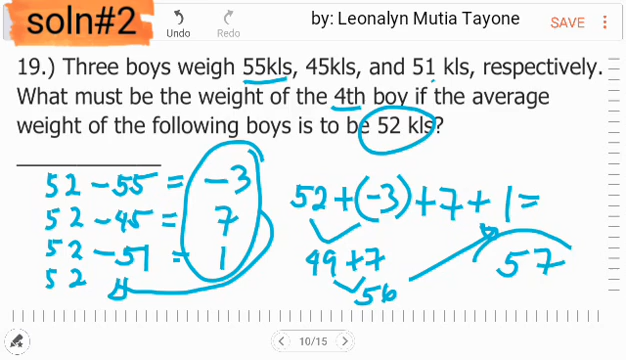 soln#2
Undo
Redo
by: Leonalyn Mutia Tayone
SAVE
19.) Three boys weigh 55kls, 45kls, and 51 kls, respectively.
What must be the weight of the 4th boy if the average
weight of the following boys is to be 52 kls?
52 - 55 = -3
52 - 45 = 7
52 - 51 = 1
52
52 + (-3) + 7 + 1 =
49 + 7
56
57
10/15